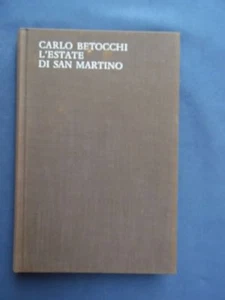 CARLO BETOCCHI
L'ESTATE
DI SAN MARTINO